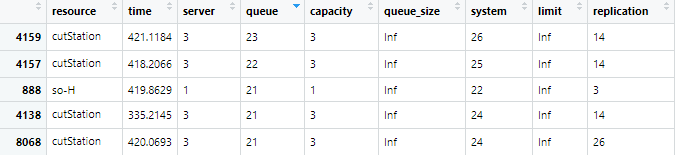 resource time server queue capacity queue_size system limit replication
4159 cutStation 421.1184 3 23 3 Inf 26 Inf 14
4157 cutStation 418.2066 3 22 3 Inf 25 Inf 14
888 so-H 419.8629 1 21 1 Inf 22 Inf 3
4138 cutStation 335.2145 3 21 3 Inf 24 Inf 14
8068 cutStation 420.0693 3 21 3 Inf 24 Inf 26